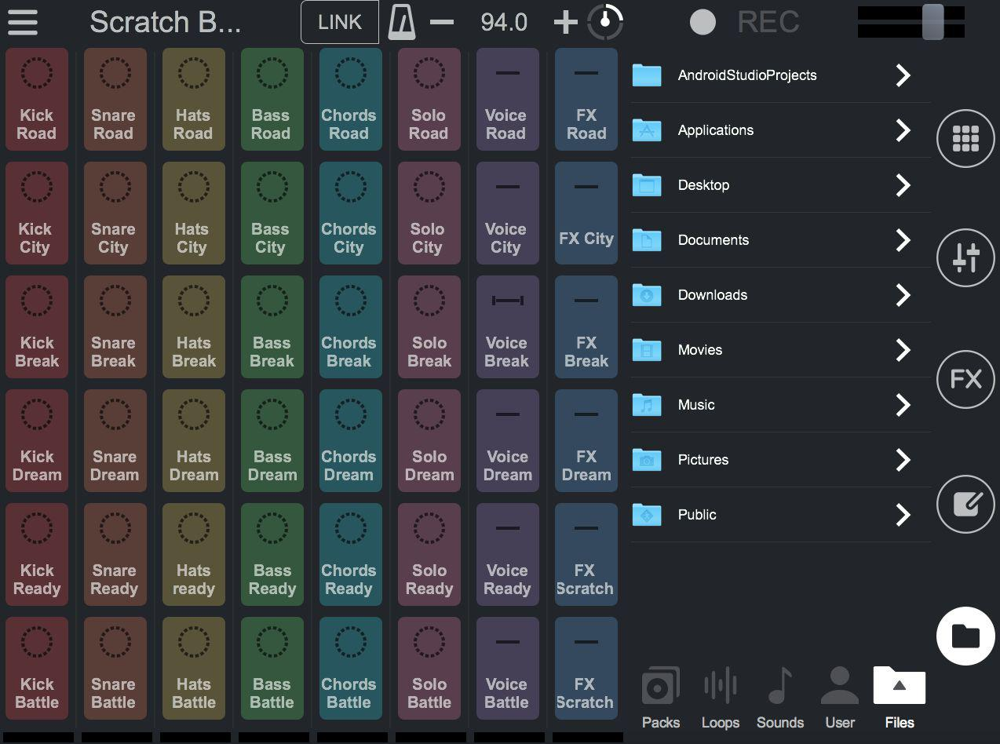 Scratch B...
LINK
94.0
REC
Kick
Road
Snare
Road
Hats
Road
Bass
Road
Chords
Road
Solo
Road
Voice
Road
FX
Road
Kick
City
Snare
City
Hats
City
Bass
City
Chords
City
Solo
City
Voice
City
FX City
Kick
Break
Snare
Break
Hats
Break
Bass
Break
Chords
Break
Solo
Break
Voice
Break
FX
Break
Kick
Dream
Snare
Dream
Hats
Dream
Bass
Dream
Chords
Dream
Solo
Dream
Voice
Dream
FX
Dream
Kick
Ready
Snare
Ready
Hats
ready
Bass
Ready
Chords
Ready
Solo
Ready
Voice
Ready
FX
Scratch
Kick
Battle
Snare
Battle
Hats
Battle
Bass
Battle
Chords
Battle
Solo
Battle
Voice
Battle
FX
Scratch
AndroidStudioProjects
Applications
Desktop
Documents
Downloads
Movies
Music
Pictures
Public
FX
Packs
Loops
Sounds
User
Files